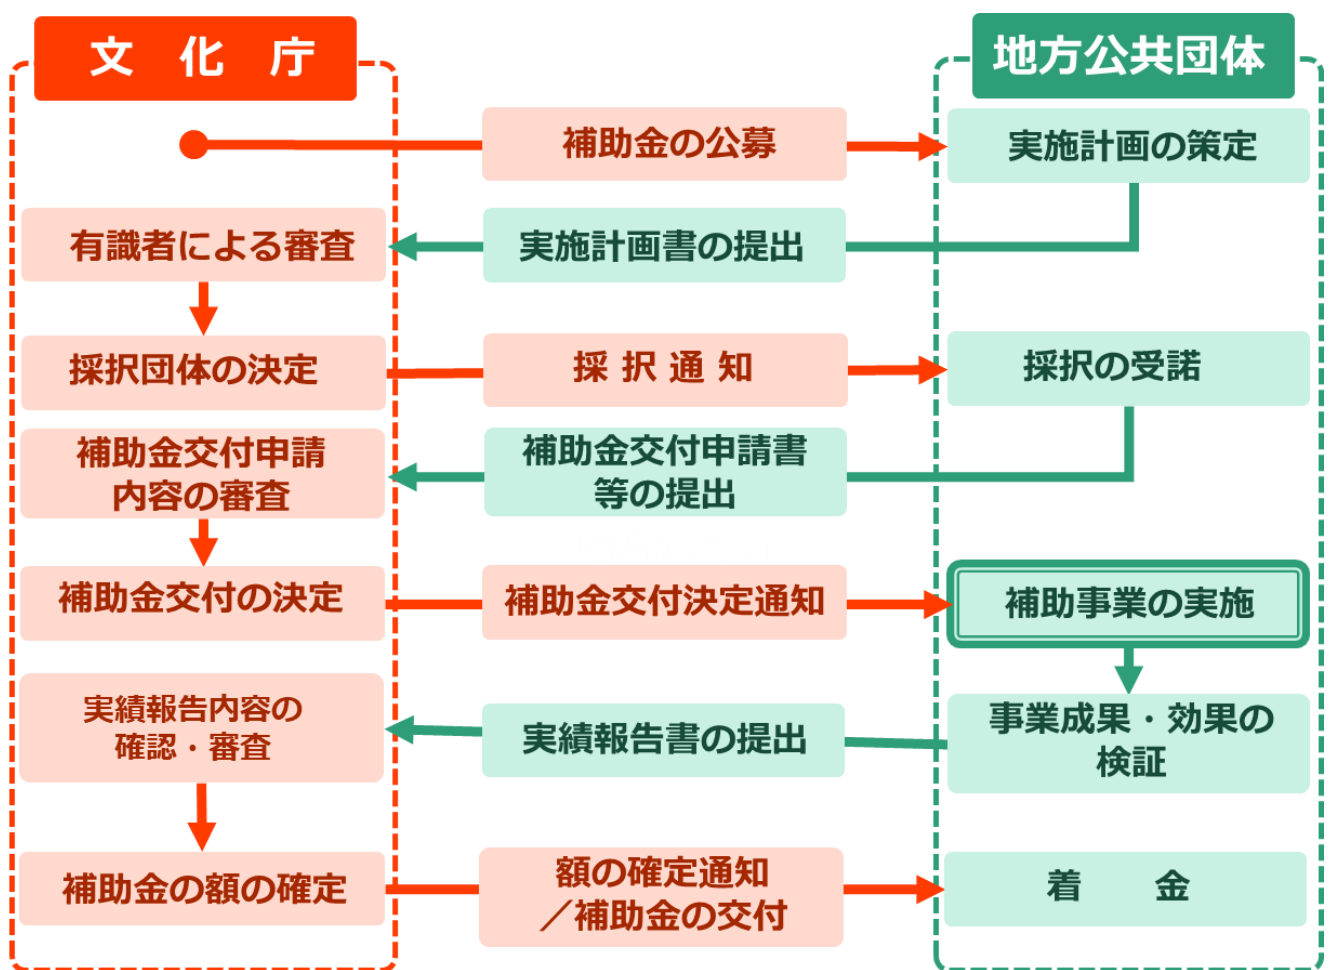 文 化 庁
地方公共団体
補助金の公募
実施計画の策定
有識者による審査
実施計画書の提出
採択団体の決定
採 択 通 知
採択の受諾
補助金交付申請
内容の審査
補助金交付申請書
等の提出
補助金交付の決定
補助金交付決定通知
補助事業の実施
実績報告内容の
確認・審査
実績報告書の提出
事業成果・効果の
検証
補助金の額の確定
額の確定通知
／補助金の交付
着 金